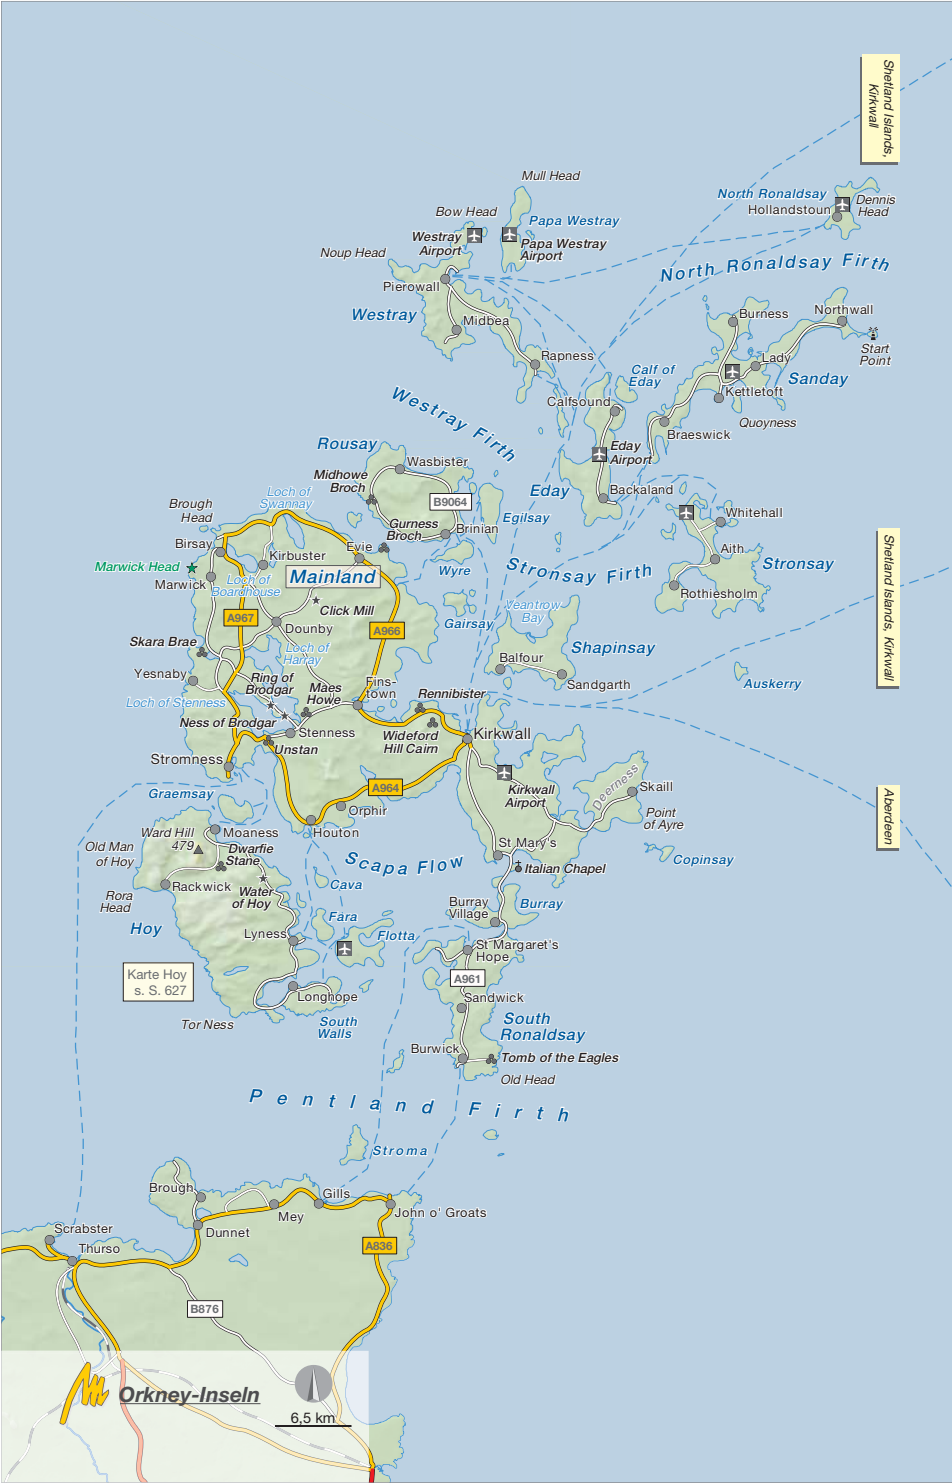 Shetland Islands,
Kirkwall
Mull Head
North Ronaldsay
Dennis
Head
Hollandstoun
Bow Head
Papa Westray
Westray
Airport
Papa Westray
Airport
Noup Head
North Ronaldsay Firth
Pierowall
Westray
Midbea
Burness
Northwall
Start
Point
Rapness
Lady
Calf of
Eday
Sanday
Kettletoft
Calfsound
Westray Firth
Quoyness
Braeswick
Rousay
Eday
Airport
Wasbister
Midhowe
Broch
Backaland
Eday
Loch of
Swannay
B9064
Brough
Head
Whitehall
Gurness
Broch
Brinian
Egilsay
Birsay
Evie
Kirbuster
Aith
Marwick Head
Mainland
Wyre
Stronsay Firth
Stronsay
Marwick
Loch of
Boardhouse
Rothiesholm
Click Mill
Veantrow
Bay
A967
Dounby
A966
Gairsay
Shetland Islands, Kirkwall
Skara Brae
Loch of
Harray
Shapinsay
Balfour
Yesnaby
Ring of
Brodgar
Fins-
town
Sandgarth
Auskerry
Maes
Howe
Rennibister
Loch of Stenness
Ness of Brodgar
Stenness
Wideford
Hill Cairn
Kirkwall
Unstan
Stromness
Deerness
A964
Skaill
Kirkwall
Airport
Graemsay
Orphir
Point
of Ayre
Aberdeen
Ward Hill
479
Moaness
Houton
St Mary's
Old Man
of Hoy
Dwarfie
Stane
Scapa Flow
Copinsay
Italian Chapel
Rackwick
Water
of Hoy
Cava
Rora
Head
Burray
Village
Burray
Hoy
Fara
Lyness
Flotta
St Margaret's
Hope
Karte Hoy
s. S. 627
A961
Longhope
Sandwick
Tor Ness
South
Walls
South
Ronaldsay
Burwick
Tomb of the Eagles
Old Head
Pentland Firth
Stroma
Brough
Gills
Mey
John o' Groats
Scrabster
Dunnet
Thurso
A836
B876
Orkney-Inseln
6,5 km